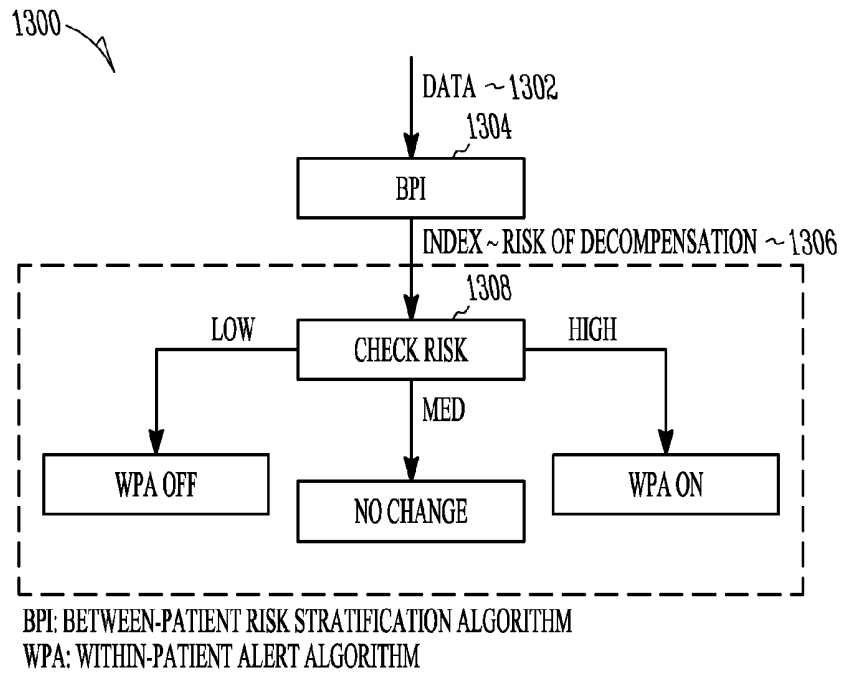 1300
DATA ~1302
1304
BPI
INDEX~RISK OF DECOMPENSATION ~1306
1308
LOW
CHECK RISK
HIGH
MED
WPA OFF
NO CHANGE
WPA ON
BPI: BETWEEN-PATIENT RISK STRATIFICATION ALGORITHM
WPA: WITHIN-PATIENT ALERT ALGORITHM